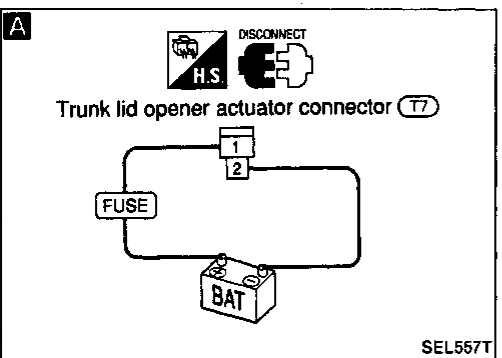 A
DISCONNECT
H.S.
Trunk lid opener actuator connector T7
1
2
FUSE
+ −
BAT
SEL557T